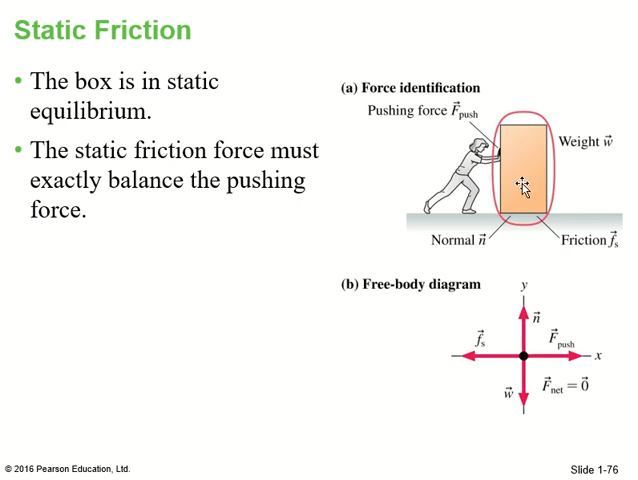 Static Friction
• The box is in static
equilibrium.
• The static friction force must
exactly balance the pushing
force.
(a) Force identification
Pushing force F⃗push
Weight w⃗
Normal n⃗
Friction f⃗s
(b) Free-body diagram
y
n⃗
f⃗s
F⃗push
x
w⃗
F⃗net = 0⃗
© 2016 Pearson Education, Ltd.
Slide 1-76